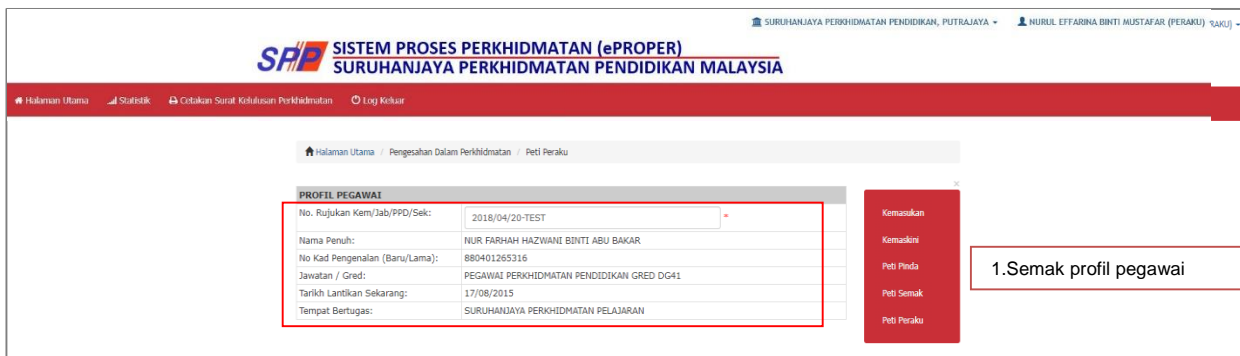 SURUHANJAYA PERKHIDMATAN PENDIDIKAN, PUTRAJAYA
NURUL EFFARINA BINTI MUSTAFAR (PERAKU) RAKU)
SPP SISTEM PROSES PERKHIDMATAN (ePROPER)
SURUHANJAYA PERKHIDMATAN PENDIDIKAN MALAYSIA
Halaman Utama Statistik Cetakan Surat Kelulusan Perkhidmatan Log Keluar
Halaman Utama / Pengesahan Dalam Perkhidmatan / Peti Peraku
×
PROFIL PEGAWAI
No. Rujukan Kem/Jab/PPD/Sek: 2018/04/20-TEST *
Nama Penuh: NUR FARHAH HAZWANI BINTI ABU BAKAR
No Kad Pengenalan (Baru/Lama): 880401265316
Jawatan / Gred: PEGAWAI PERKHIDMATAN PENDIDIKAN GRED DG41
Tarikh Lantikan Sekarang: 17/08/2015
Tempat Bertugas: SURUHANJAYA PERKHIDMATAN PELAJARAN
Kemasukan
Kemaskini
Peti Pinda
Peti Semak
Peti Peraku
1.Semak profil pegawai